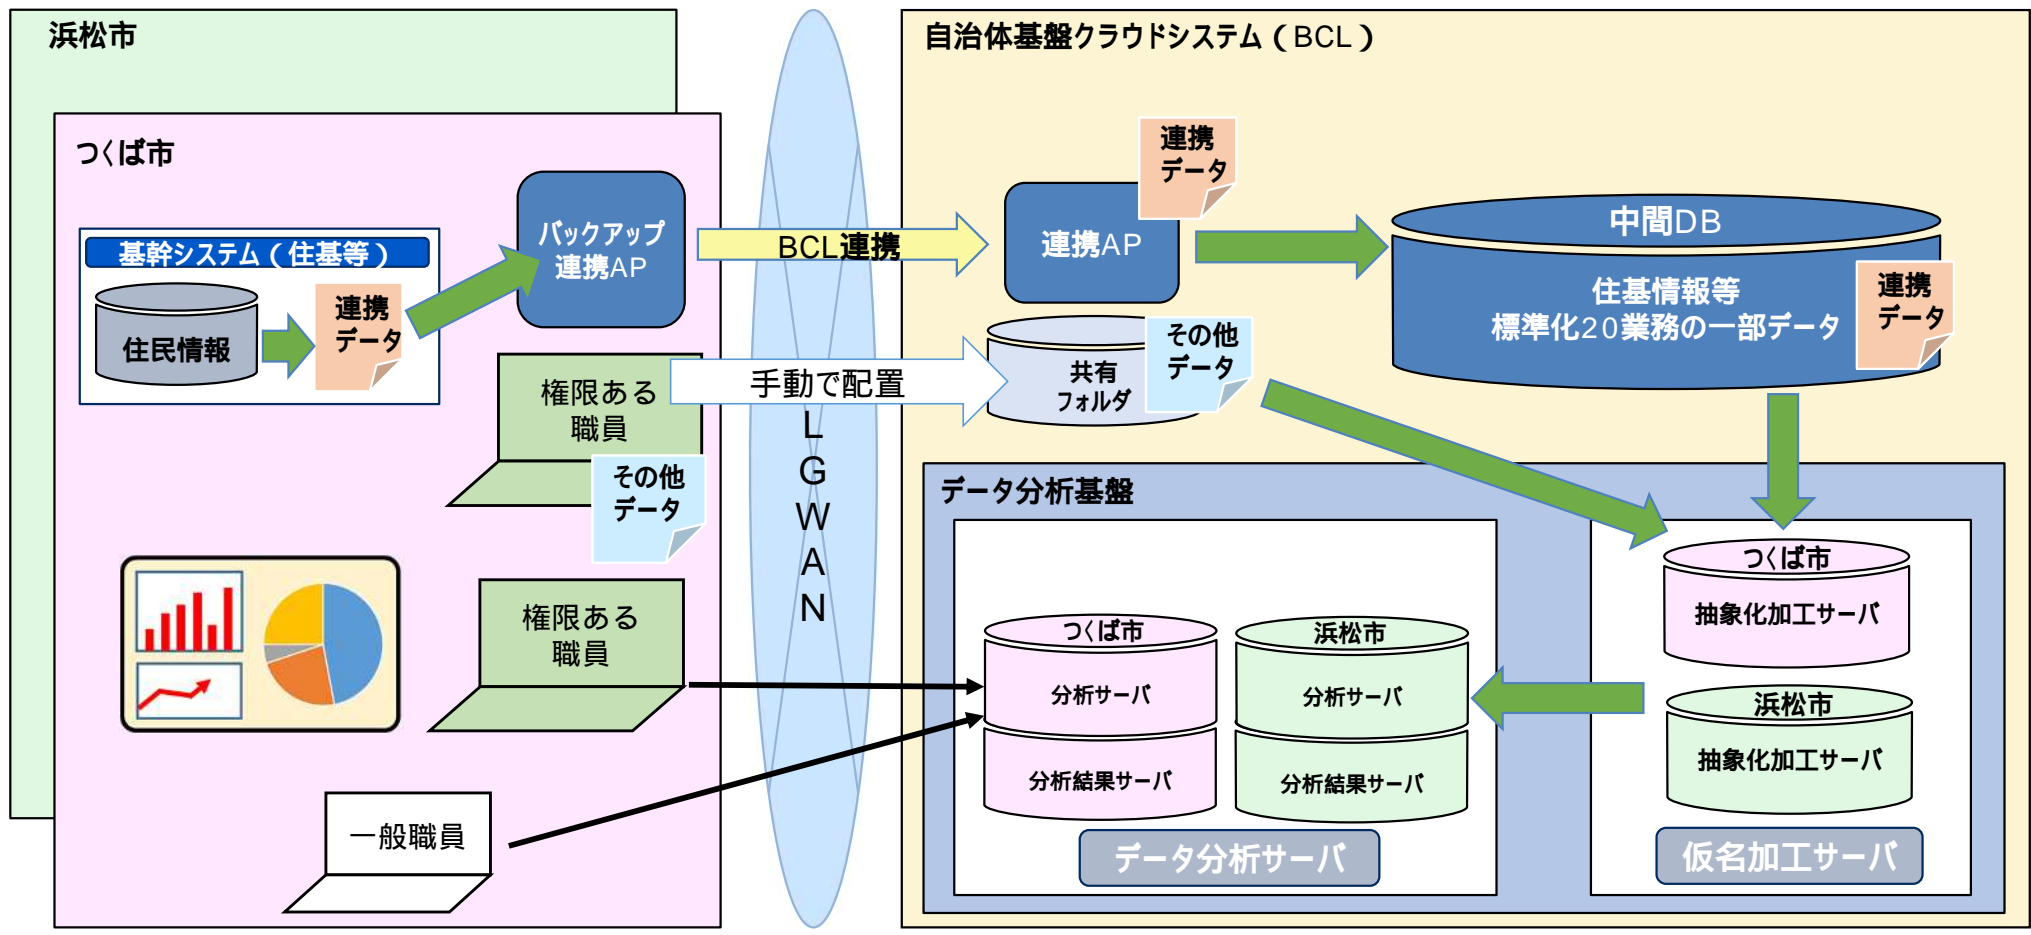 浜松市
つくば市
基幹システム（住基等）
住民情報
連携
データ
バックアップ
連携AP
権限ある
職員
その他
データ
権限ある
職員
一般職員
BCL連携
手動で配置
L
G
W
A
N
自治体基盤クラウドシステム（BCL）
連携AP
連携
データ
共有
フォルダ
その他
データ
中間DB
住基情報等
標準化20業務の一部データ
連携
データ
データ分析基盤
つくば市
分析サーバ
分析結果サーバ
浜松市
分析サーバ
分析結果サーバ
データ分析サーバ
つくば市
抽象化加工サーバ
浜松市
抽象化加工サーバ
仮名加工サーバ